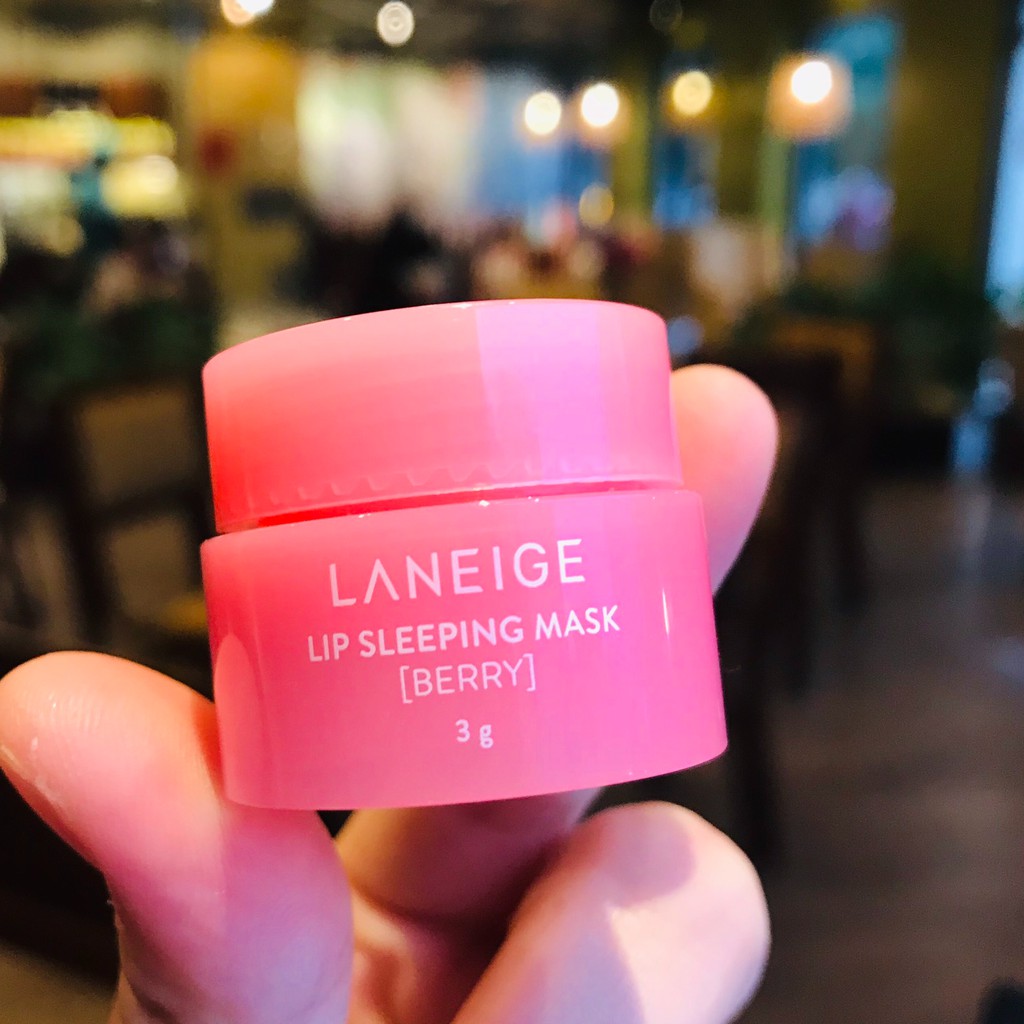 LANEIGE
LIP SLEEPING MASK
[BERRY]
3 g